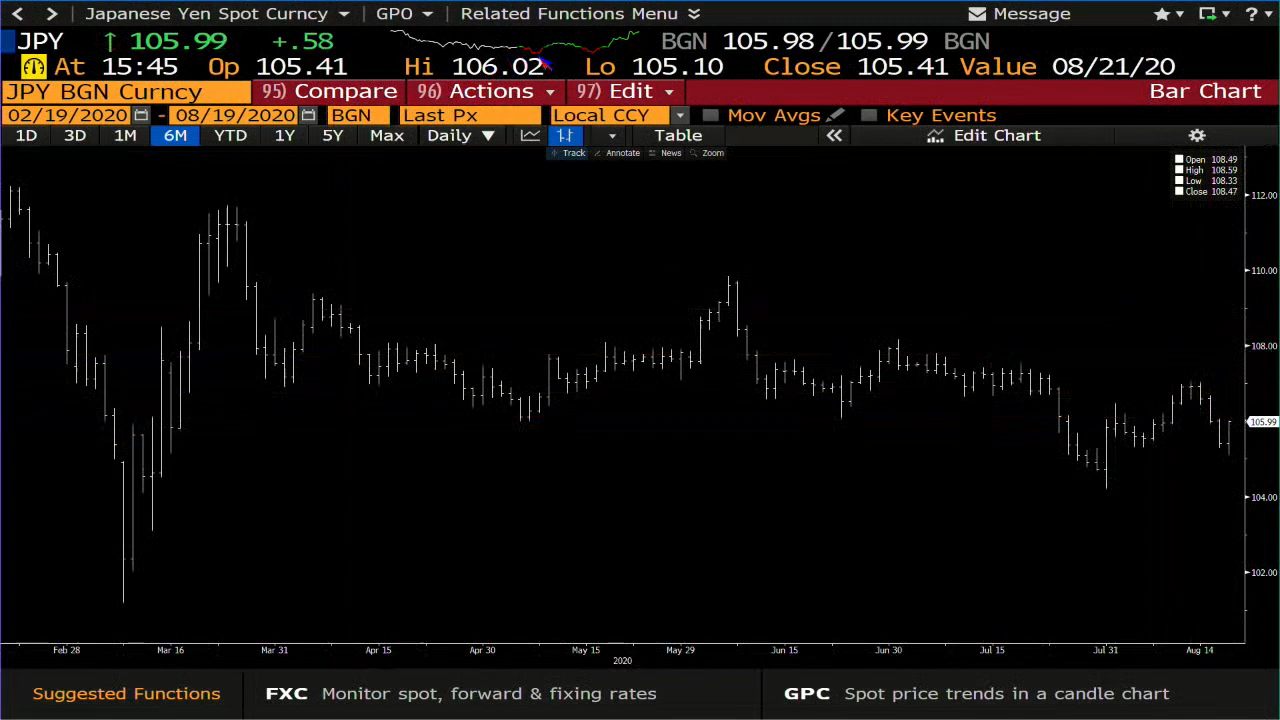 Japanese Yen Spot Curncy GPO Related Functions Menu Message ?
JPY ↑ 105.99 +.58 BGN 105.98/105.99 BGN
At 15:45 Op 105.41 Hi 106.02 Lo 105.10 Close 105.41 Value 08/21/20
JPY BGN Curncy 95) Compare 96) Actions 97) Edit Bar Chart
02/19/2020 - 08/19/2020 BGN Last Px Local CCY Mov Avgs Key Events
1D 3D 1M 6M YTD 1Y 5Y Max Daily ▼ Table « Edit Chart
Track Annotate News Zoom
Open 108.49
High 108.59
Low 108.33
Close 108.47
112.00
110.00
108.00
105.99
104.00
102.00
Feb 28 Mar 16 Mar 31 Apr 15 Apr 30 May 15 May 29 Jun 15 Jun 30 Jul 15 Jul 31 Aug 14
2020
Suggested Functions FXC Monitor spot, forward & fixing rates GPC Spot price trends in a candle chart